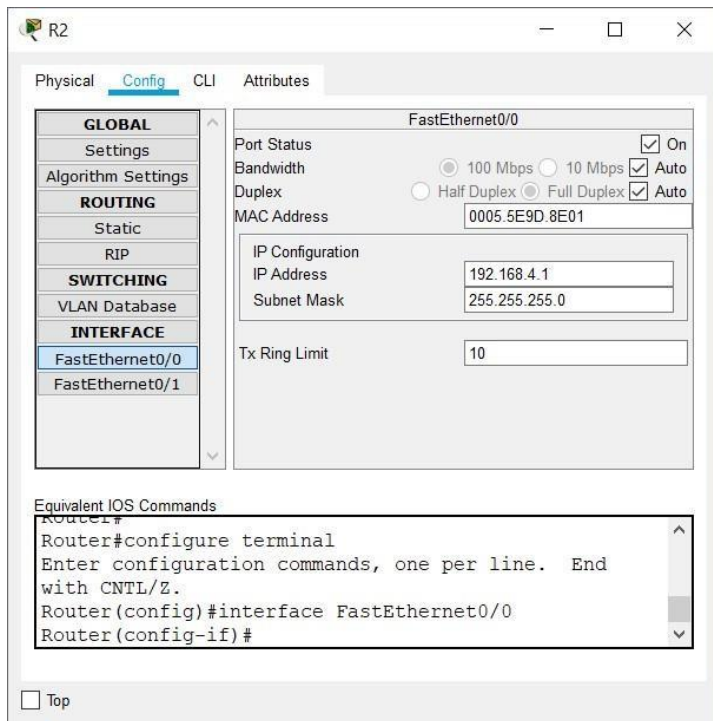 R2
Physical Config CLI Attributes
GLOBAL
Settings
Algorithm Settings
ROUTING
Static
RIP
SWITCHING
VLAN Database
INTERFACE
FastEthernet0/0
FastEthernet0/1
FastEthernet0/0
Port Status On
Bandwidth 100 Mbps 10 Mbps Auto
Duplex Half Duplex Full Duplex Auto
MAC Address 0005.5E9D.8E01
IP Configuration
IP Address 192.168.4.1
Subnet Mask 255.255.255.0
Tx Ring Limit 10
Equivalent IOS Commands
Router#
Router#configure terminal
Enter configuration commands, one per line. End
with CNTL/Z.
Router(config)#interface FastEthernet0/0
Router(config-if)#
Top